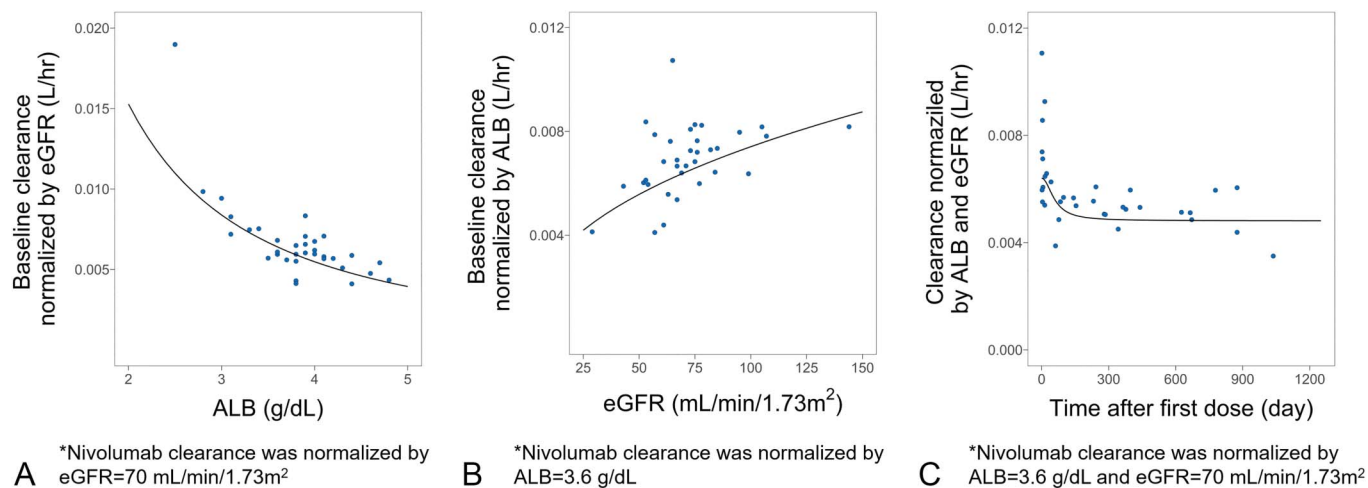 Baseline clearance
normalized by eGFR (L/hr)
0.020
0.015
0.010
0.005
2
3
4
5
ALB (g/dL)
A
*Nivolumab clearance was normalized by
eGFR=70 mL/min/1.73m²
Baseline clearance
normalized by ALB (L/hr)
0.012
0.008
0.004
25
50
75
100
125
150
eGFR (mL/min/1.73m²)
B
*Nivolumab clearance was normalized by
ALB=3.6 g/dL
Clearance normaziled
by ALB and eGFR (L/hr)
0.012
0.008
0.004
0.000
0
300
600
900
1200
Time after first dose (day)
C
*Nivolumab clearance was normalized by
ALB=3.6 g/dL and eGFR=70 mL/min/1.73m²